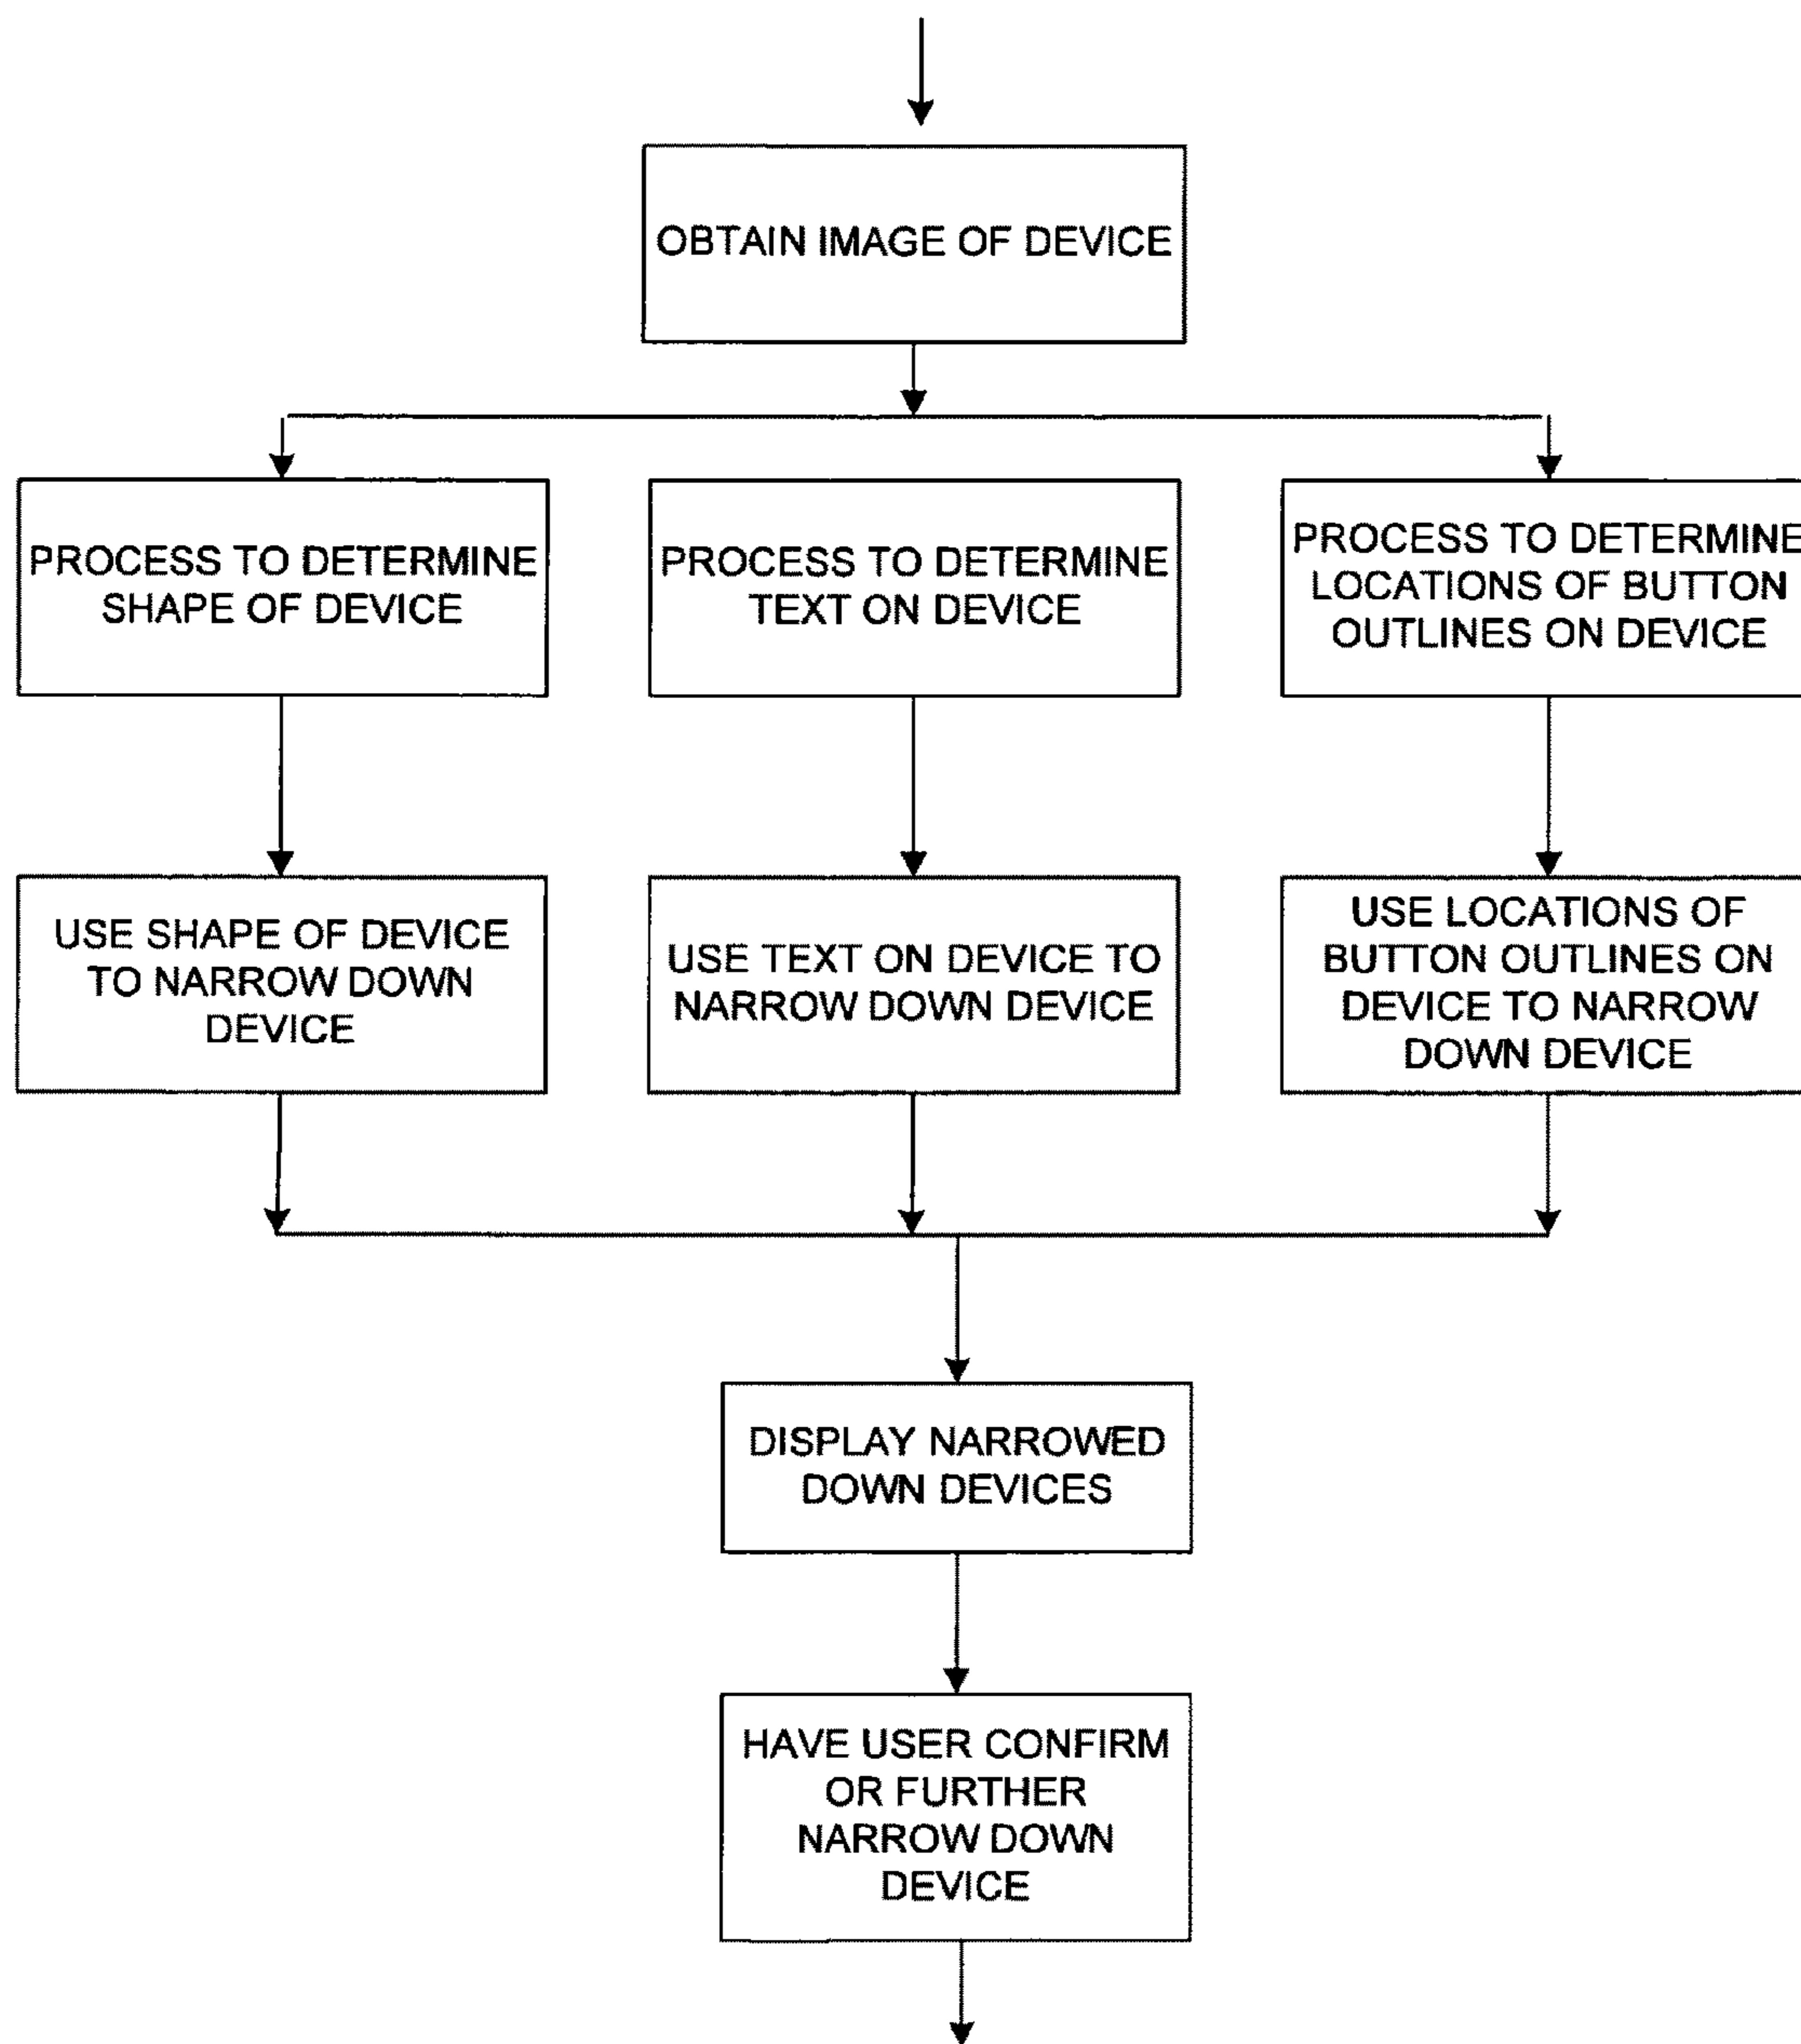 OBTAIN IMAGE OF DEVICE
PROCESS TO DETERMINE
SHAPE OF DEVICE
PROCESS TO DETERMINE
TEXT ON DEVICE
PROCESS TO DETERMINE
LOCATIONS OF BUTTON
OUTLINES ON DEVICE
USE SHAPE OF DEVICE
TO NARROW DOWN
DEVICE
USE TEXT ON DEVICE TO
NARROW DOWN DEVICE
USE LOCATIONS OF
BUTTON OUTLINES ON
DEVICE TO NARROW
DOWN DEVICE
DISPLAY NARROWED
DOWN DEVICES
HAVE USER CONFIRM
OR FURTHER
NARROW DOWN
DEVICE